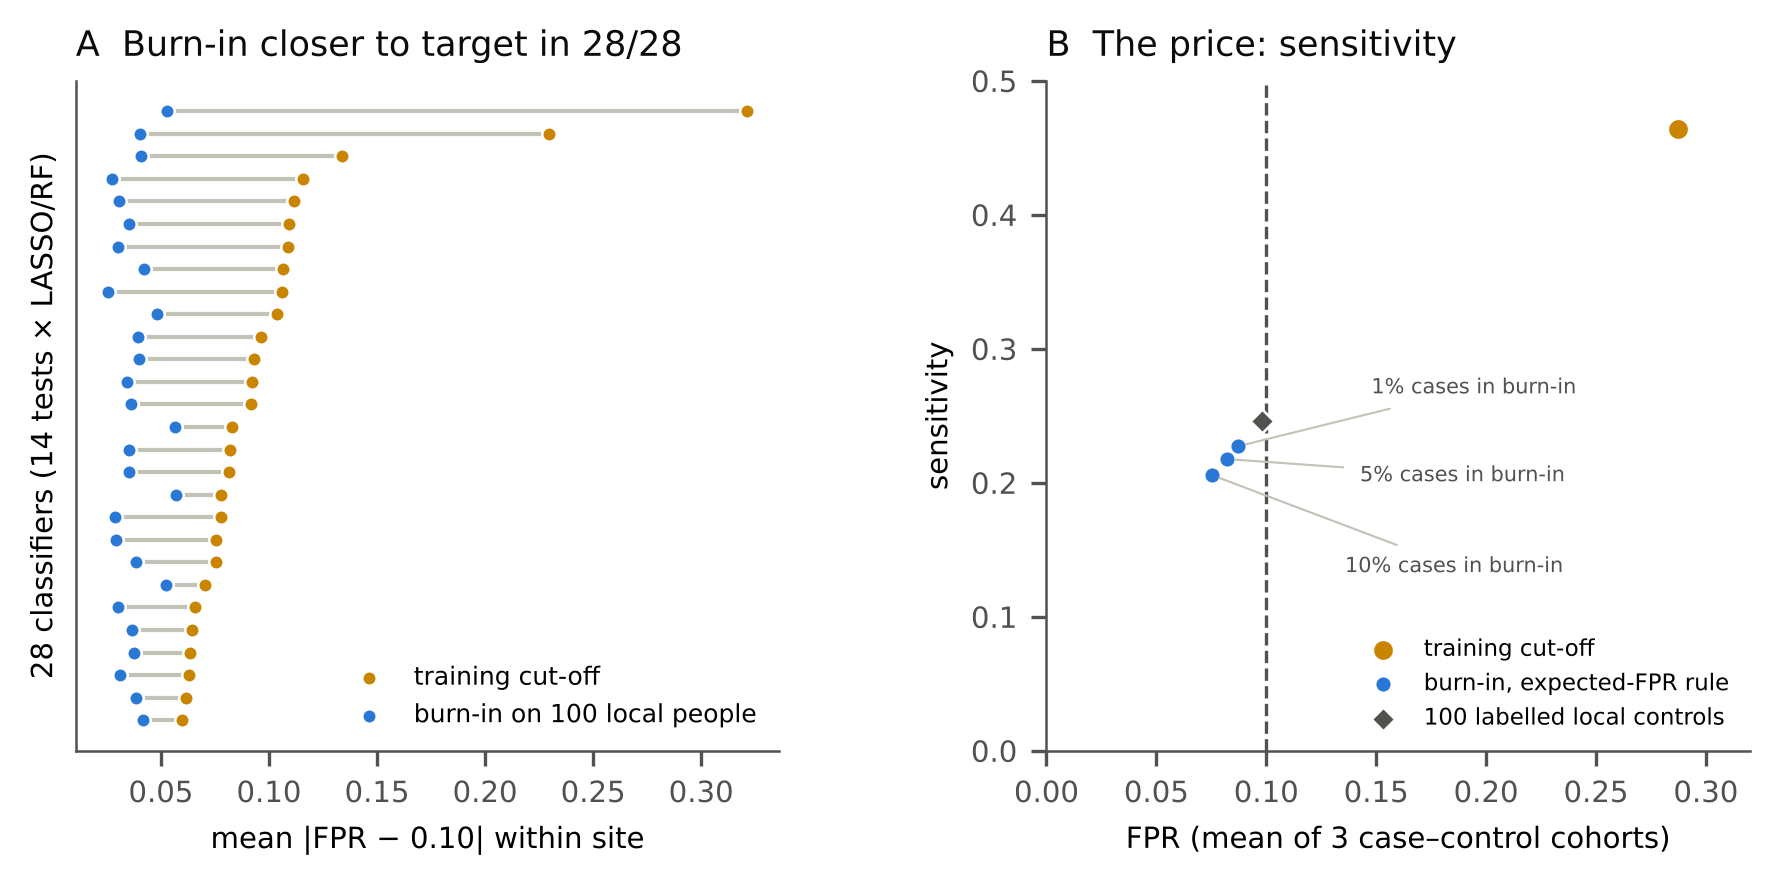 A Burn-in closer to target in 28/28
28 classifiers (14 tests × LASSO/RF)
training cut-off
burn-in on 100 local people
0.05 0.10 0.15 0.20 0.25 0.30
mean |FPR − 0.10| within site
B The price: sensitivity
sensitivity
0.5
0.4
0.3
0.2
0.1
0.0
1% cases in burn-in
5% cases in burn-in
10% cases in burn-in
training cut-off
burn-in, expected-FPR rule
100 labelled local controls
0.00 0.05 0.10 0.15 0.20 0.25 0.30
FPR (mean of 3 case–control cohorts)